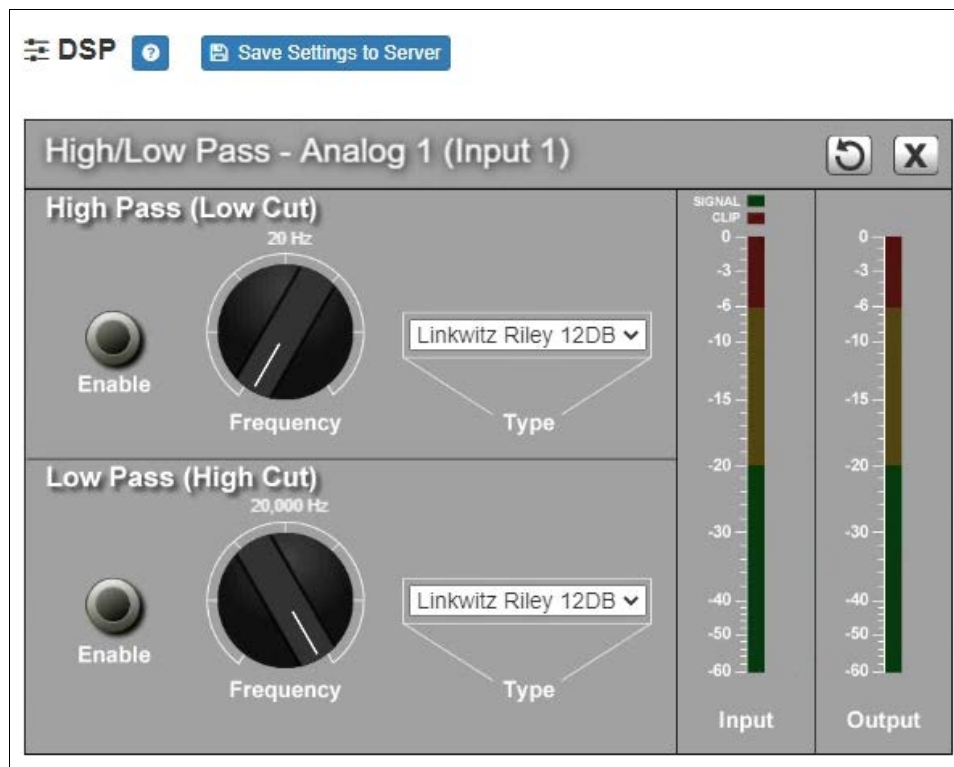 DSP ? Save Settings to Server
High/Low Pass - Analog 1 (Input 1) X
High Pass (Low Cut)
20 Hz
Enable
Frequency
Linkwitz Riley 12DB
Type
Low Pass (High Cut)
20,000 Hz
Enable
Frequency
Linkwitz Riley 12DB
Type
SIGNAL
CLIP
0
-3
-6
-10
-15
-20
-30
-40
-50
-60
Input
0
-3
-6
-10
-15
-20
-30
-40
-50
-60
Output